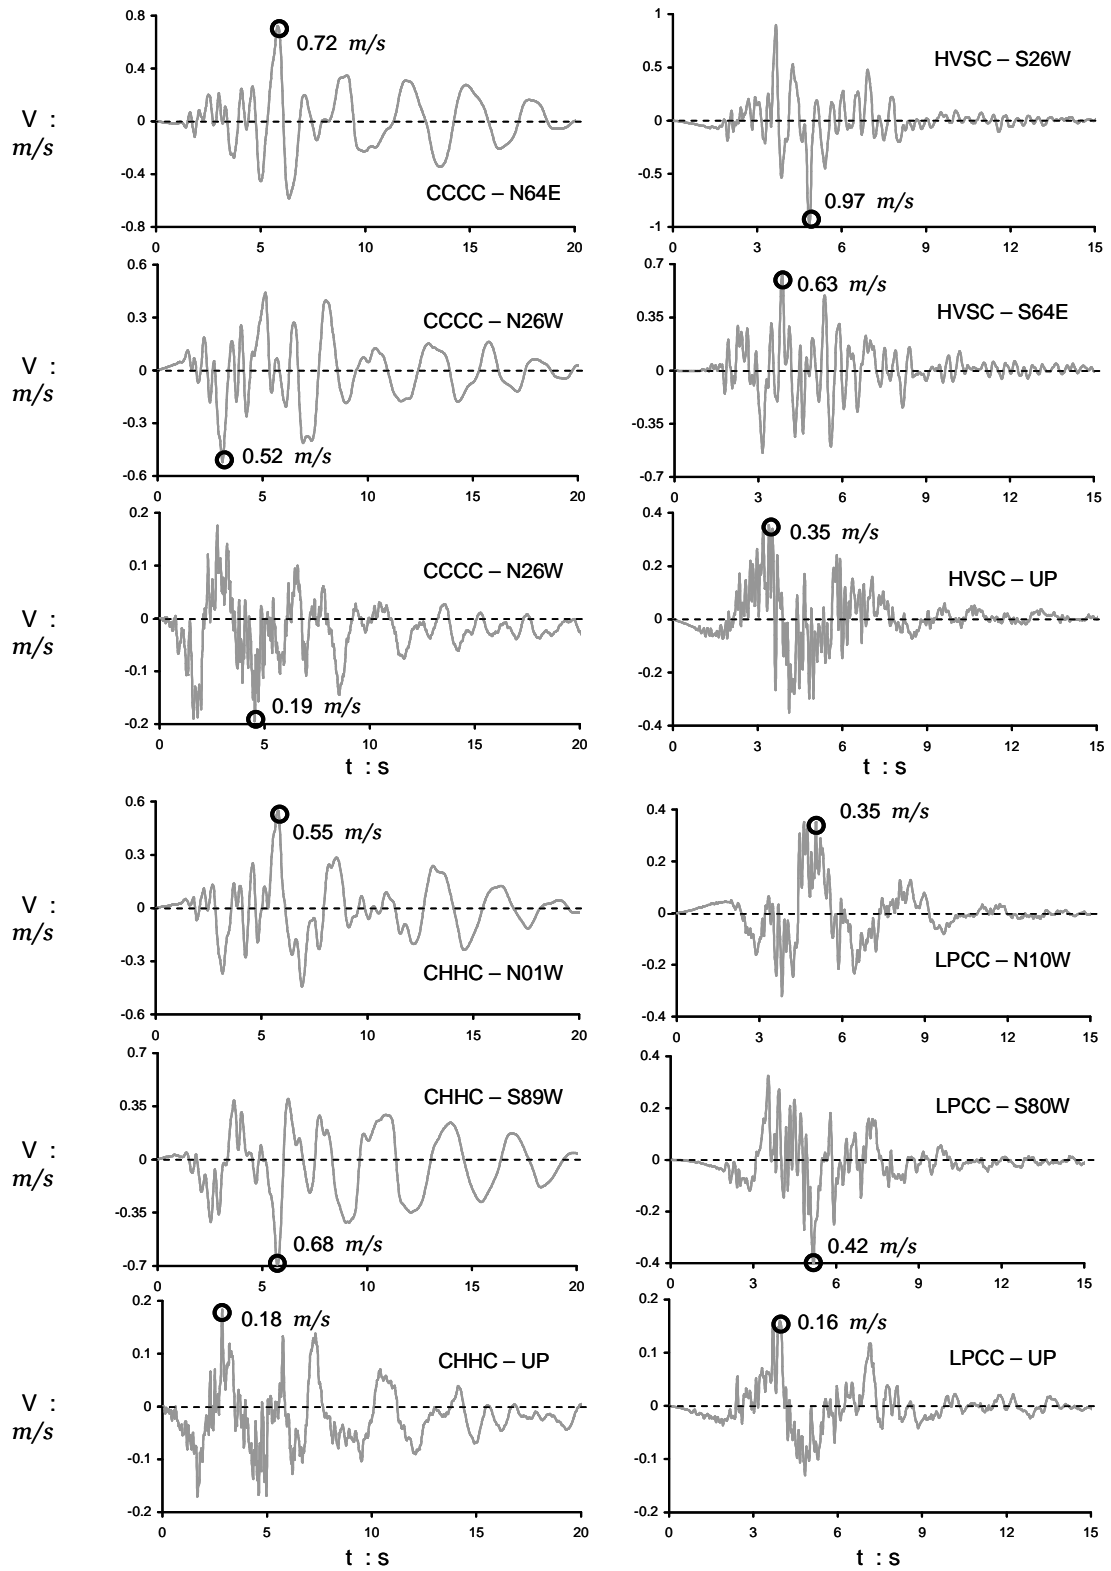 0.8
0.4
0
-0.4
-0.8
V :
m/s
0.72 m/s
CCCC – N64E
0 5 10 15 20
1
0.5
0
-0.5
-1
HVSC – S26W
0.97 m/s
0 3 6 9 12 15
0.6
0.3
0
-0.3
-0.6
V :
m/s
CCCC – N26W
0.52 m/s
0 5 10 15 20
0.7
0.35
0
-0.35
-0.7
0.63 m/s
HVSC – S64E
0 3 6 9 12 15
0.2
0.1
0
-0.1
-0.2
V :
m/s
CCCC – N26W
0.19 m/s
0 5 10 15 20
t : s
0.4
0.2
0
-0.2
-0.4
0.35 m/s
HVSC – UP
0 3 6 9 12 15
t : s
0.6
0.3
0
-0.3
-0.6
V :
m/s
0.55 m/s
CHHC – N01W
0 5 10 15 20
0.4
0.2
0
-0.2
-0.4
0.35 m/s
LPCC – N10W
0 3 6 9 12 15
0.7
0.35
0
-0.35
-0.7
V :
m/s
CHHC – S89W
0.68 m/s
0 5 10 15 20
0.4
0.2
0
-0.2
-0.4
LPCC – S80W
0.42 m/s
0 3 6 9 12 15
0.2
0.1
0
-0.1
-0.2
V :
m/s
0.18 m/s
CHHC – UP
0 5 10 15 20
t : s
0.2
0.1
0
-0.1
-0.2
0.16 m/s
LPCC – UP
0 3 6 9 12 15
t : s